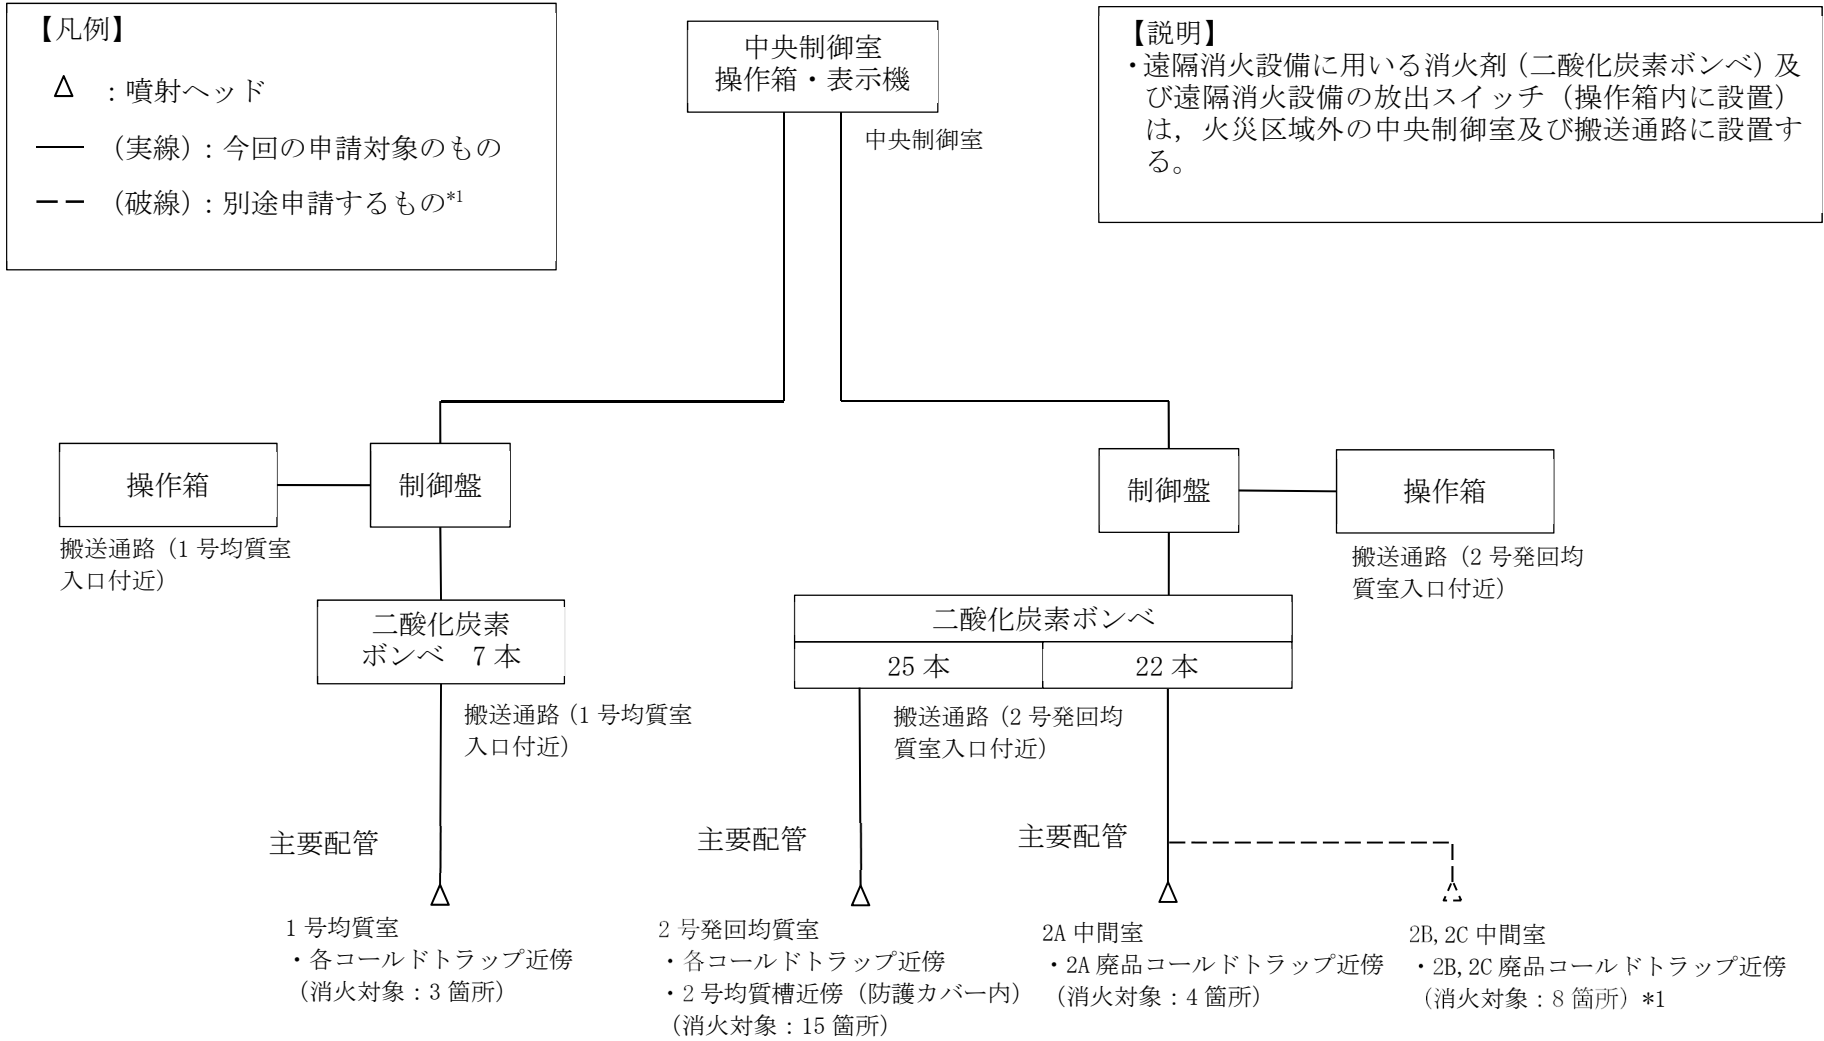 【凡例】
△ :噴射ヘッド
(実線):今回の申請対象のもの
(破線):別途申請するもの*1
中央制御室
操作箱・表示機
中央制御室
【説明】
・遠隔消火設備に用いる消火剤(二酸化炭素ボンベ)及
び遠隔消火設備の放出スイッチ(操作箱内に設置)
は,火災区域外の中央制御室及び搬送通路に設置す
る。
操作箱
制御盤
搬送通路(1号均質室
入口付近)
制御盤
操作箱
搬送通路(2号発回均
質室入口付近)
二酸化炭素
ボンベ 7本
搬送通路(1号均質室
入口付近)
二酸化炭素ボンベ
25本
22本
搬送通路(2号発回均
質室入口付近)
主要配管
主要配管
主要配管
1号均質室
・各コールドトラップ近傍
(消火対象:3箇所)
2号発回均質室
・各コールドトラップ近傍
・2号均質槽近傍(防護カバー内)
(消火対象:15箇所)
2A中間室
・2A廃品コールドトラップ近傍
(消火対象:4箇所)
2B,2C中間室
・2B,2C廃品コールドトラップ近傍
(消火対象:8箇所)*1